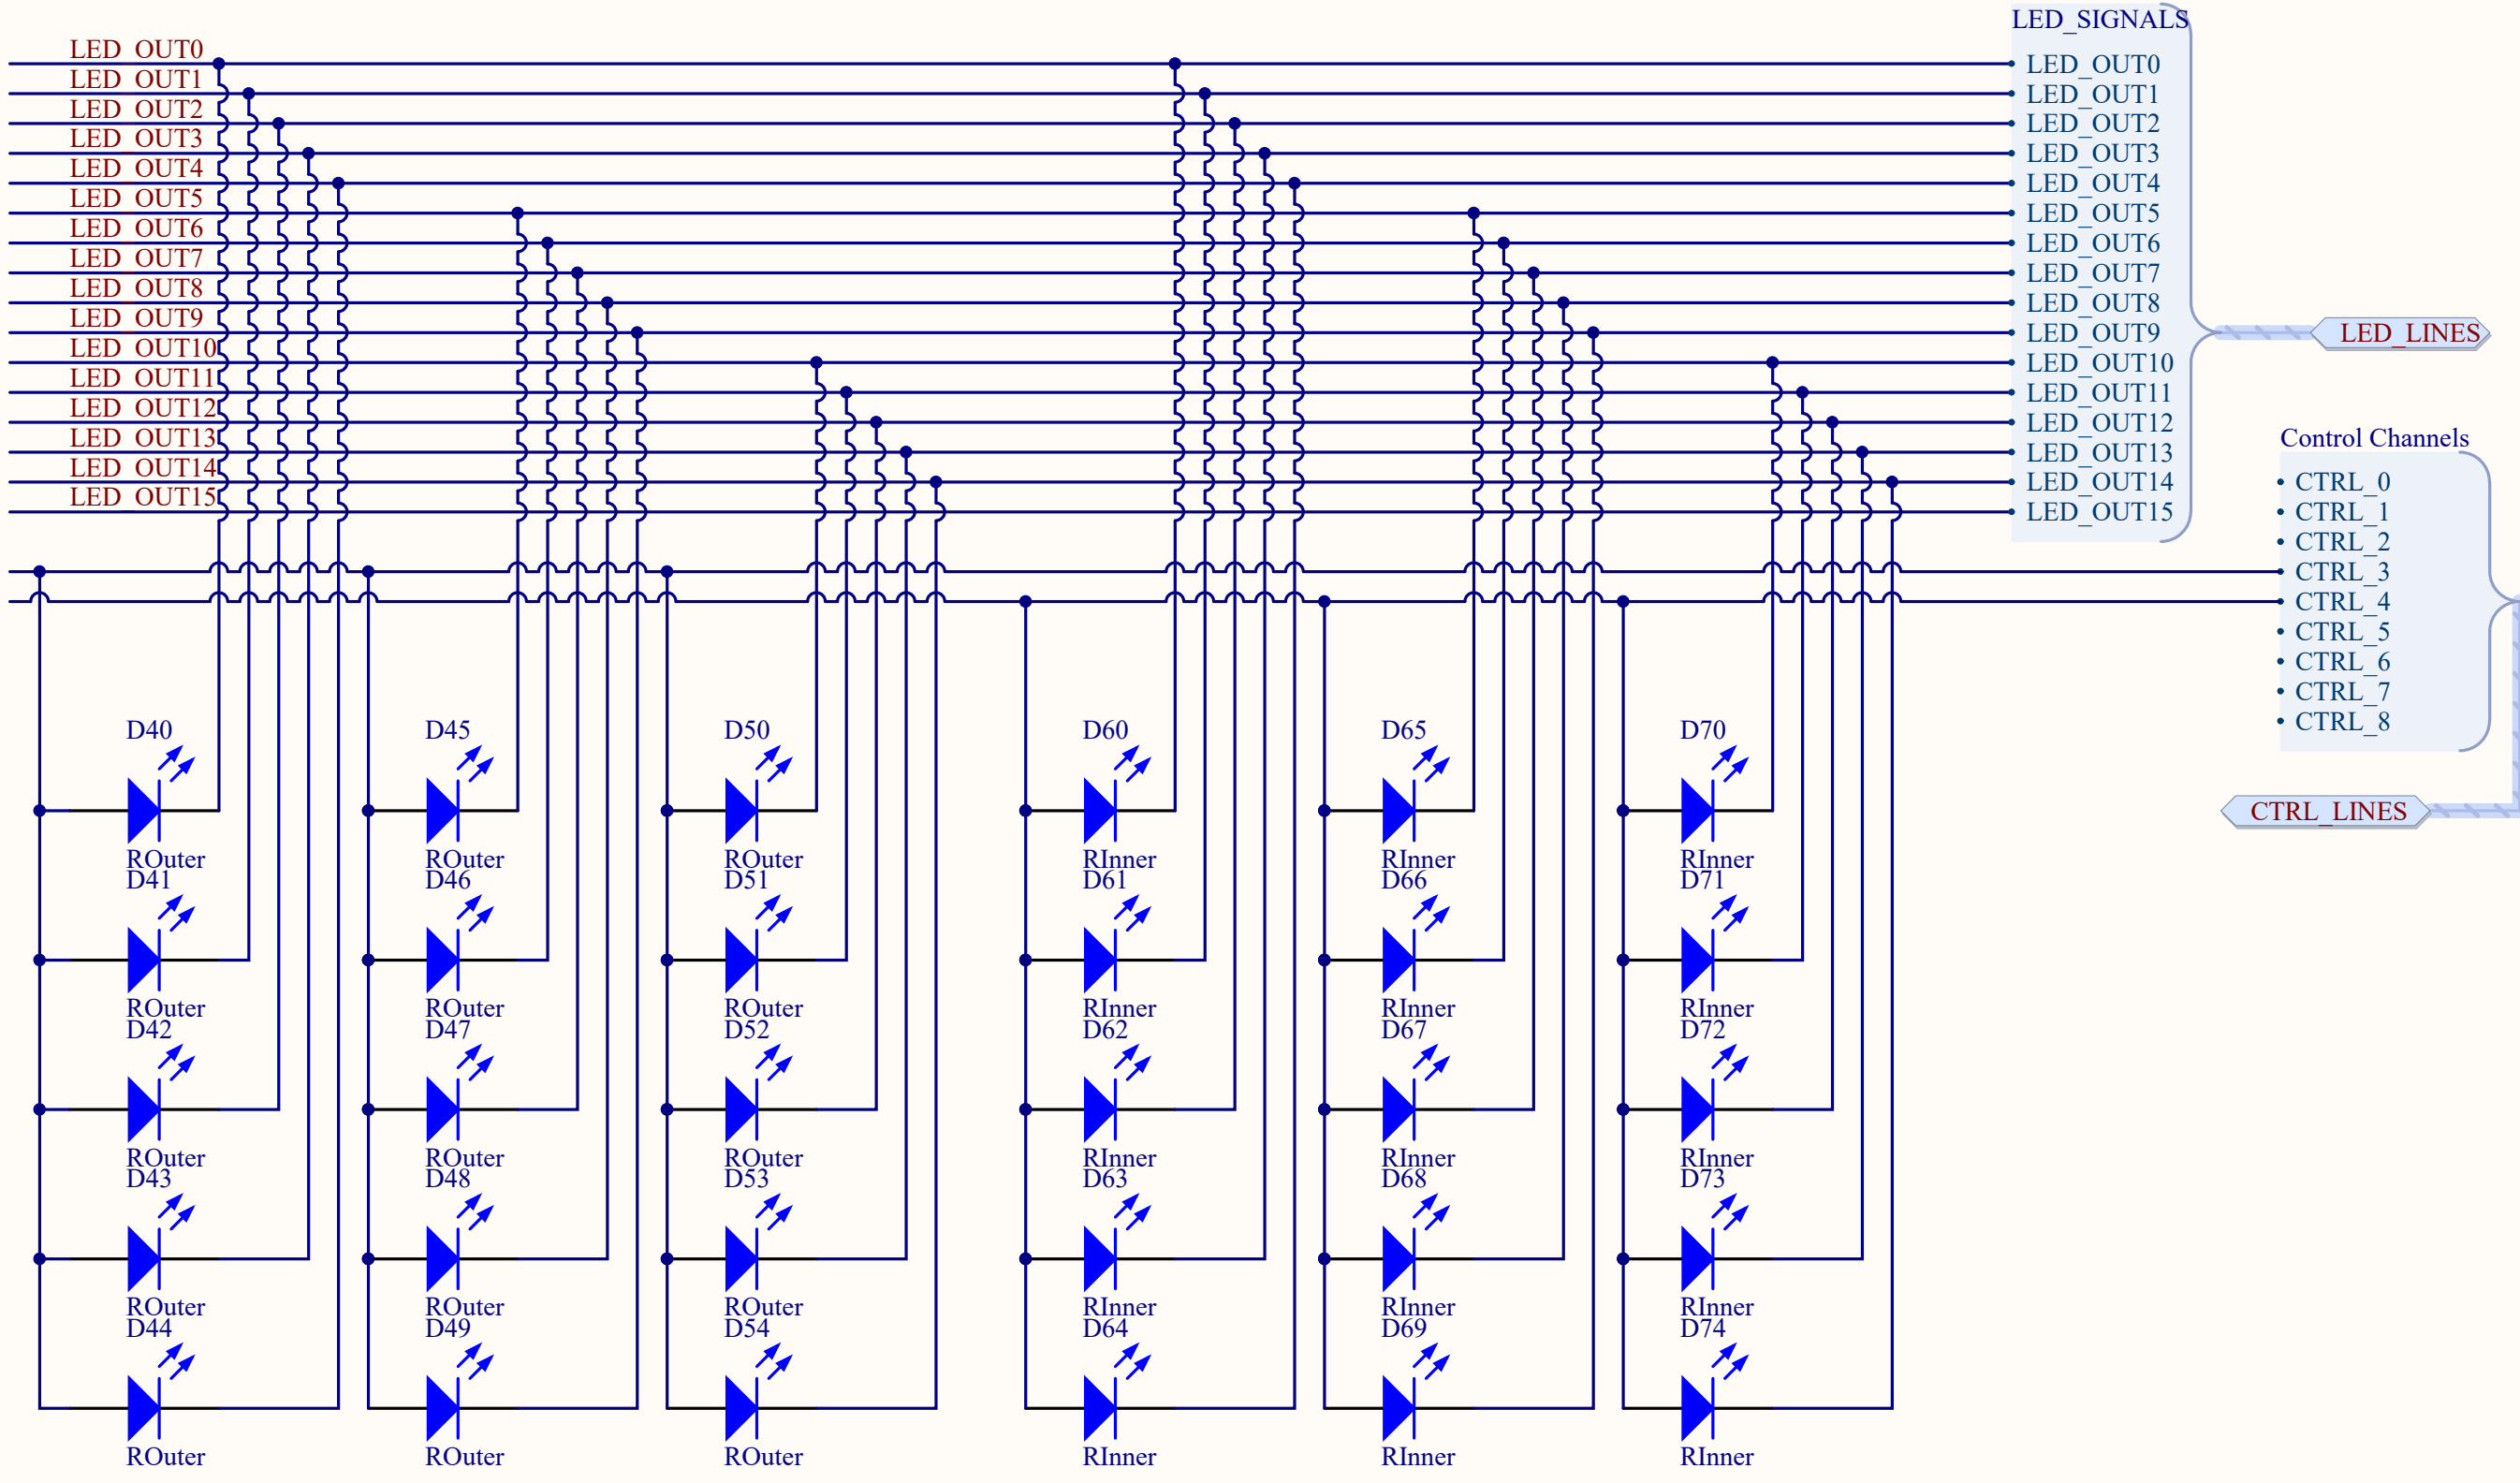 LED_SIGNALS
LED_OUT0
LED_OUT1
LED_OUT2
LED_OUT3
LED_OUT4
LED_OUT5
LED_OUT6
LED_OUT7
LED_OUT8
LED_OUT9
LED_OUT10
LED_OUT11
LED_OUT12
LED_OUT13
LED_OUT14
LED_OUT15
LED_OUT0
LED_OUT1
LED_OUT2
LED_OUT3
LED_OUT4
LED_OUT5
LED_OUT6
LED_OUT7
LED_OUT8
LED_OUT9
LED_OUT10
LED_OUT11
LED_OUT12
LED_OUT13
LED_OUT14
LED_OUT15
LED_LINES
Control Channels
CTRL_0
CTRL_1
CTRL_2
CTRL_3
CTRL_4
CTRL_5
CTRL_6
CTRL_7
CTRL_8
CTRL_LINES
D40 D45 D50 D60 D65 D70
ROuter ROuter ROuter RInner RInner RInner
D41 D46 D51 D61 D66 D71
ROuter ROuter ROuter RInner RInner RInner
D42 D47 D52 D62 D67 D72
ROuter ROuter ROuter RInner RInner RInner
D43 D48 D53 D63 D68 D73
ROuter ROuter ROuter RInner RInner RInner
D44 D49 D54 D64 D69 D74
ROuter ROuter ROuter RInner RInner RInner